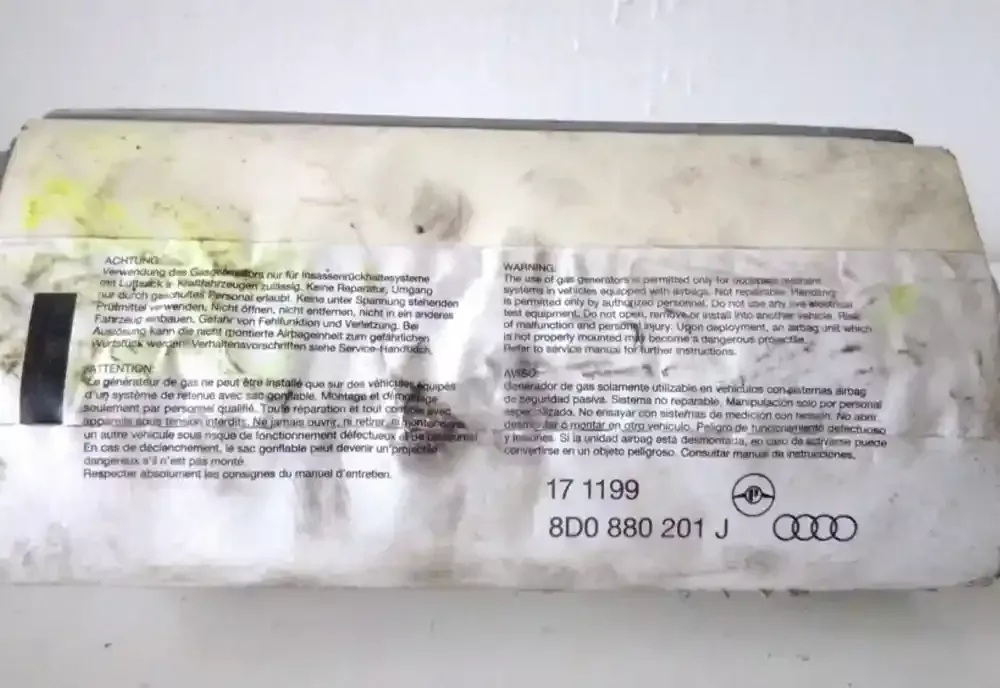 ACHTUNG:
Verwendung des Gasgenerators nur für Insassenrückhaltesysteme
mit Luftsack in Kraftfahrzeugen zulässig. Keine Reparatur, Umgang
nur durch geschultes Personal erlaubt. Keine unter Spannung stehenden
Prüfmittel verwenden. Nicht öffnen, nicht entfernen, nicht in ein anderes
Fahrzeug einbauen. Gefahr von Fehlfunktion und Verletzung. Bei
Auslösung kann die nicht montierte Airbageinheit zum gefährlichen
Wurfstück werden. Verhaltensvorschriften siehe Service-Handbuch.
ATTENTION:
Le générateur de gaz ne peut être installé que sur des véhicules équipés
d'un système de retenue avec sac gonflable. Montage et démontage
seulement par personnel qualifié. Toute réparation et tout contrôle avec
appareils sous tension interdits. Ne jamais ouvrir, ni retirer, ni
un autre véhicule sous risque de fonctionnement défectueux
En cas de déclenchement, le sac gonflable peut devenir un projectile
dangereux s'il n'est pas monté.
Respecter absolument les consignes du manuel d'entretien.
WARNING:
The use of gas generators is permitted only for occupant restraint
systems in vehicles equipped with airbags. Not repairable. Handling
is permitted only by authorized personnel. Do not use any live electrical
test equipment. Do not open, remove or install into another vehicle. Risk
of malfunction and personal injury. Upon deployment, an airbag unit which
is not properly mounted may become a dangerous projectile.
Refer to service manual for further instructions.
AVISO:
Generador de gas solamente utilizable en vehículos con sistemas airbag
de seguridad pasiva. Sistema no reparable. Manipulación solo por personal
especializado. No ensayar con sistemas de medición con tensión. No abrir
desmontar ó montar en otro vehículo. Peligro de funcionamiento defectuoso
y lesiones. Si la unidad airbag está desmontada, en caso de activarse puede
convertirse en un objeto peligroso. Consultar manual de instrucciones.
17 1199
8D0 880 201 J